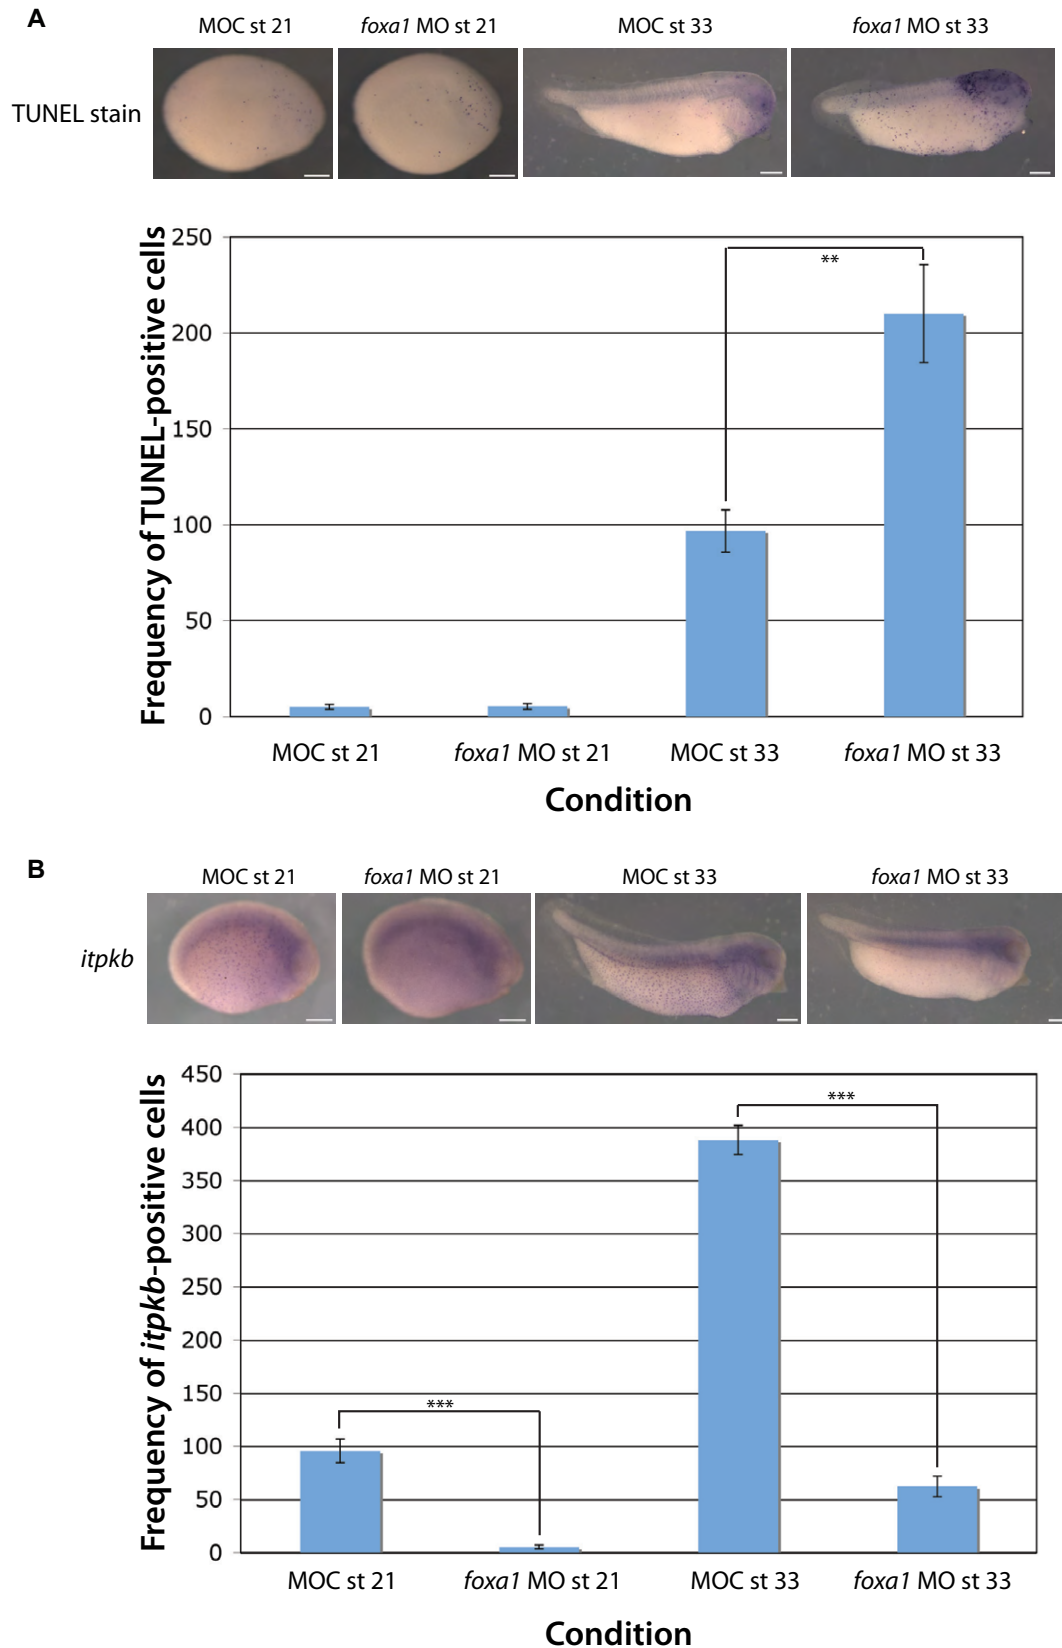 A
MOC st 21
foxa1 MO st 21
MOC st 33
foxa1 MO st 33
TUNEL stain
Frequency of TUNEL-positive cells
250
200
150
100
50
0
**
MOC st 21
foxa1 MO st 21
MOC st 33
foxa1 MO st 33
Condition
B
MOC st 21
foxa1 MO st 21
MOC st 33
foxa1 MO st 33
itpkb
Frequency of itpkb-positive cells
450
400
350
300
250
200
150
100
50
0
***
***
MOC st 21
foxa1 MO st 21
MOC st 33
foxa1 MO st 33
Condition